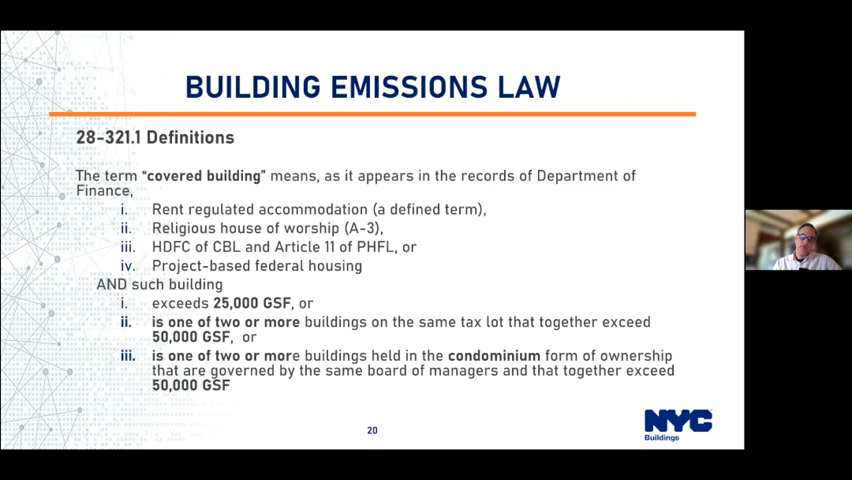 BUILDING EMISSIONS LAW
28-321.1 Definitions
The term "covered building" means, as it appears in the records of Department of
Finance,
i. Rent regulated accommodation (a defined term),
ii. Religious house of worship (A-3),
iii. HDFC of CBL and Article 11 of PHFL, or
iv. Project-based federal housing
AND such building
i. exceeds 25,000 GSF, or
ii. is one of two or more buildings on the same tax lot that together exceed
50,000 GSF, or
iii. is one of two or more buildings held in the condominium form of ownership
that are governed by the same board of managers and that together exceed
50,000 GSF
20
NYC
Buildings